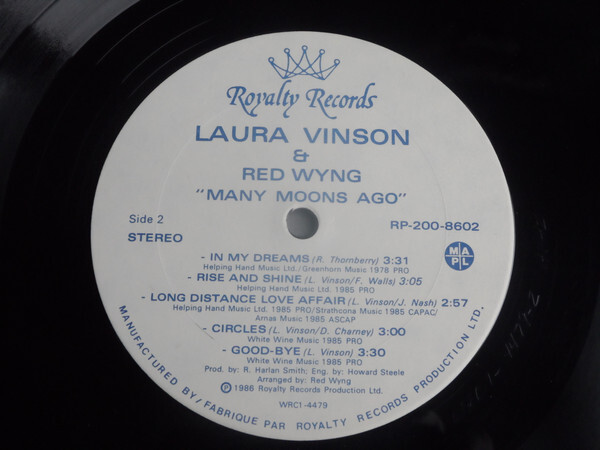 Royalty Records
LAURA VINSON
&
RED WYNG
"MANY MOONS AGO"
Side 2
STEREO
RP-200-8602
M A
P L
- IN MY DREAMS (R. Thomberry) 3:31
Helping Hand Music Ltd./Greenhorn Music 1978 PRO
- RISE AND SHINE (L. Vinson/F. Walls) 3:05
Helping Hand Music Ltd. 1985 PRO
- LONG DISTANCE LOVE AFFAIR (L. Vinson/J. Nash) 2:57
Helping Hand Music Ltd. 1985 PRO/Strathcona Music 1985 CAPAC/
Arnas Music 1985 ASCAP
- CIRCLES (L. Vinson/D. Charney) 3:00
White Wine Music 1985 PRO
- GOOD-BYE (L. Vinson) 3:30
White Wine Music 1985 PRO
Prod. by: R. Harlan Smith; Eng. by: Howard Steele
Arranged by: Red Wyng
℗ 1986 Royalty Records Production Ltd.
WRC1-4479
MANUFACTURED BY/FABRIQUE PAR ROYALTY RECORDS PRODUCTION LTD.